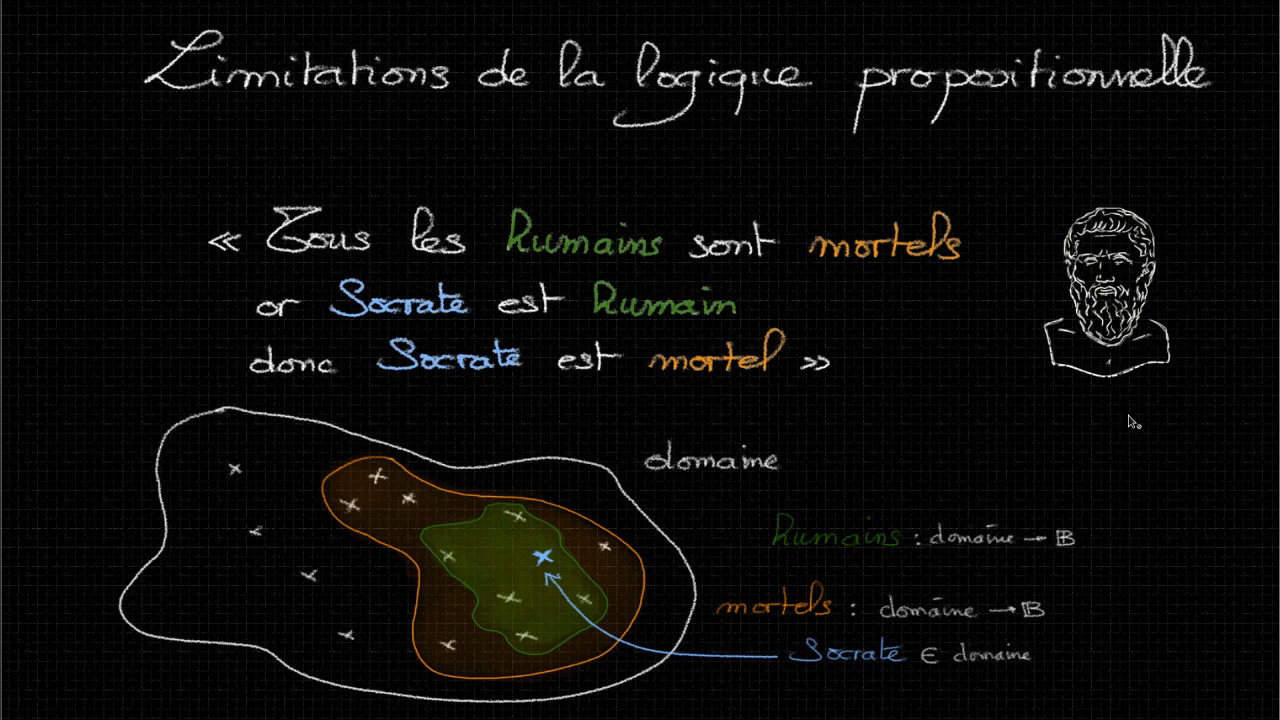 Limitations de la logique propositionnelle
« Tous les Humains sont mortels
or Socrate est Humain
donc Socrate est mortel »
domaine
Humains : domaine → 𝔹
mortels : domaine → 𝔹
Socrate ∈ domaine